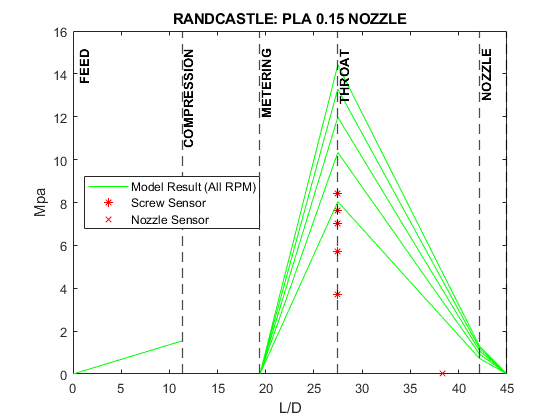 RANDCASTLE: PLA 0.15 NOZZLE
16
14
12
10
8
6
4
2
0
Mpa
FEED
COMPRESSION
METERING
THROAT
NOZZLE
Model Result (All RPM)
Screw Sensor
Nozzle Sensor
0 5 10 15 20 25 30 35 40 45
L/D